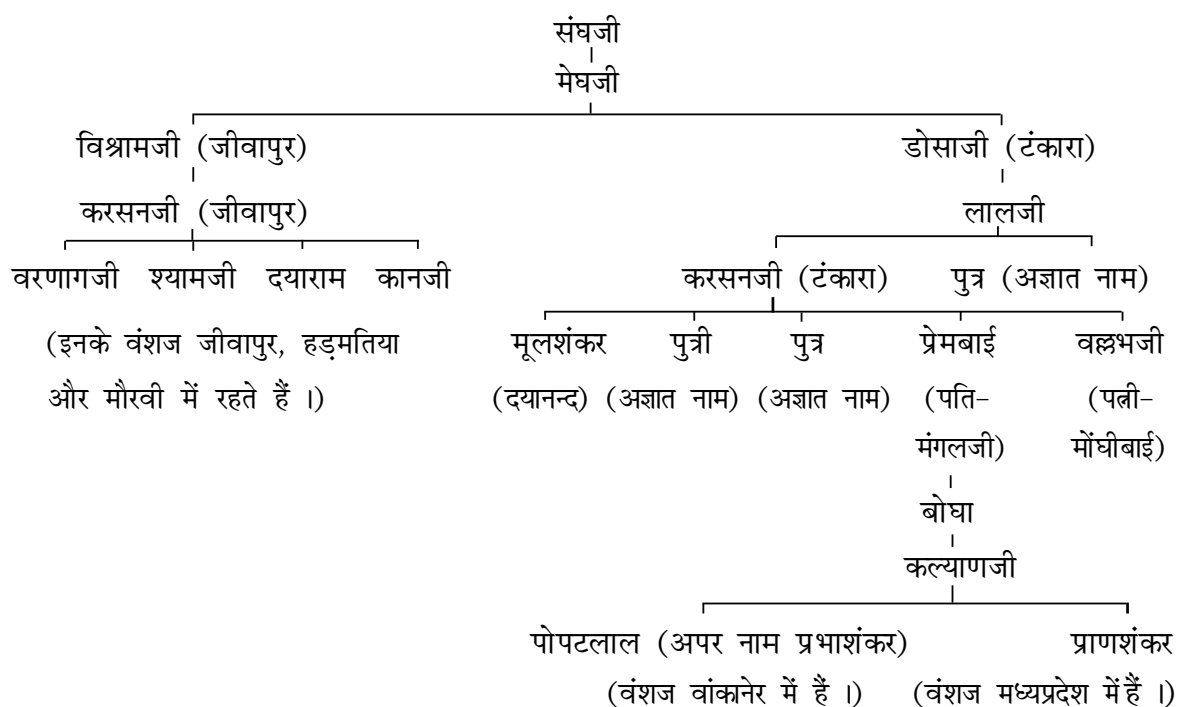 संघजी
मेघजी
विश्रामजी (जीवापुर) डोसाजी (टंकारा)
करसनजी (जीवापुर) लालजी
वरणागजी श्यामजी दयाराम कानजी करसनजी (टंकारा) पुत्र (अज्ञात नाम)
(इनके वंशज जीवापुर, हड़मतिया मूलशंकर पुत्री पुत्र प्रेमबाई वल्लभजी
और मौरवी में रहते हैं ।) (दयानन्द) (अज्ञात नाम) (अज्ञात नाम) (पति- (पत्नी-
मंगलजी) मोंघीबाई)
बोघा
कल्याणजी
पोपटलाल (अपर नाम प्रभाशंकर) प्राणशंकर
(वंशज वांकानेर में हैं ।) (वंशज मध्यप्रदेश में हैं ।)